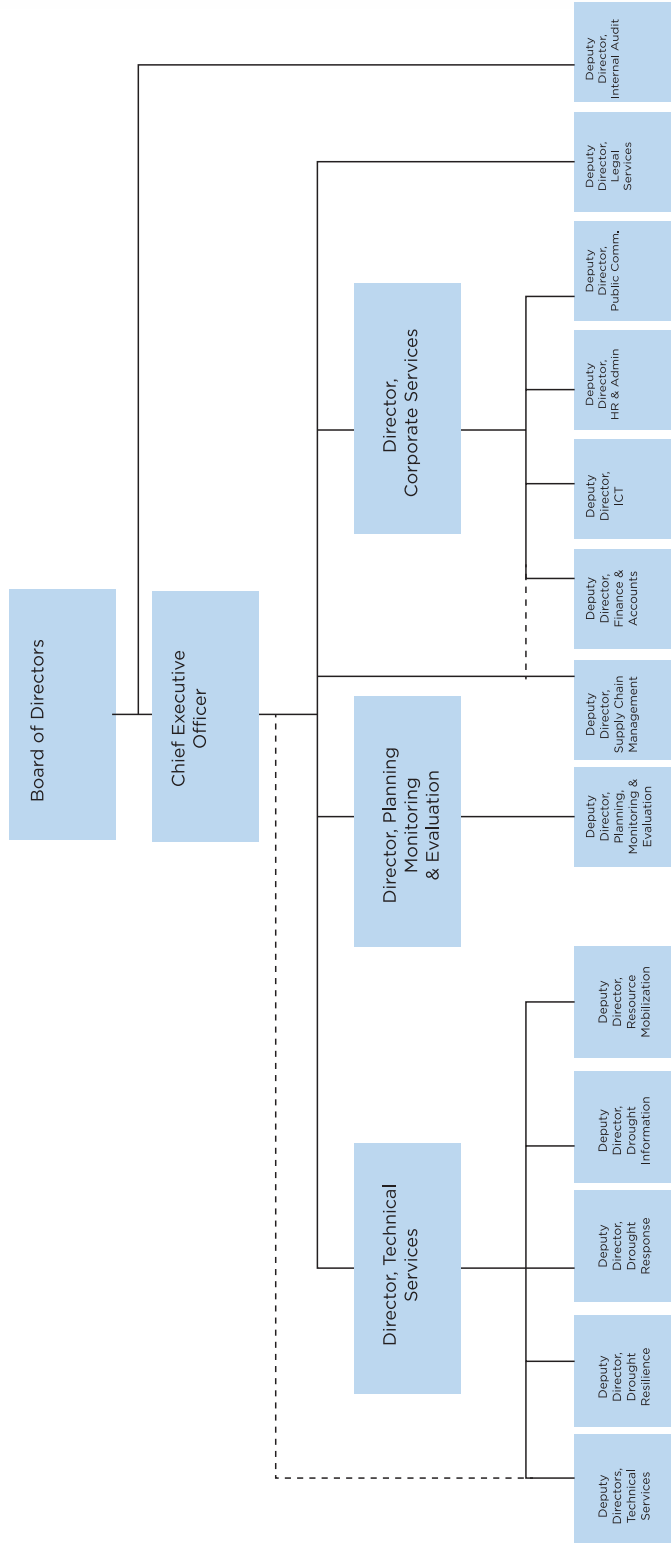 Board of Directors
Chief Executive
Officer
Director, Technical
Services
Director, Planning
Monitoring
& Evaluation
Director,
Corporate Services
Deputy
Directors,
Technical
Services
Deputy
Director,
Drought
Resilience
Deputy
Director,
Drought
Response
Deputy
Director,
Drought
Information
Deputy
Director,
Resource
Mobilization
Deputy
Director,
Planning,
Monitoring &
Evaluation
Deputy
Director,
Supply Chain
Management
Deputy
Director,
Finance &
Accounts
Deputy
Director,
ICT
Deputy
Director,
HR & Admin
Deputy
Director,
Public Comm.
Deputy
Director,
Legal
Services
Deputy
Director,
Internal Audit